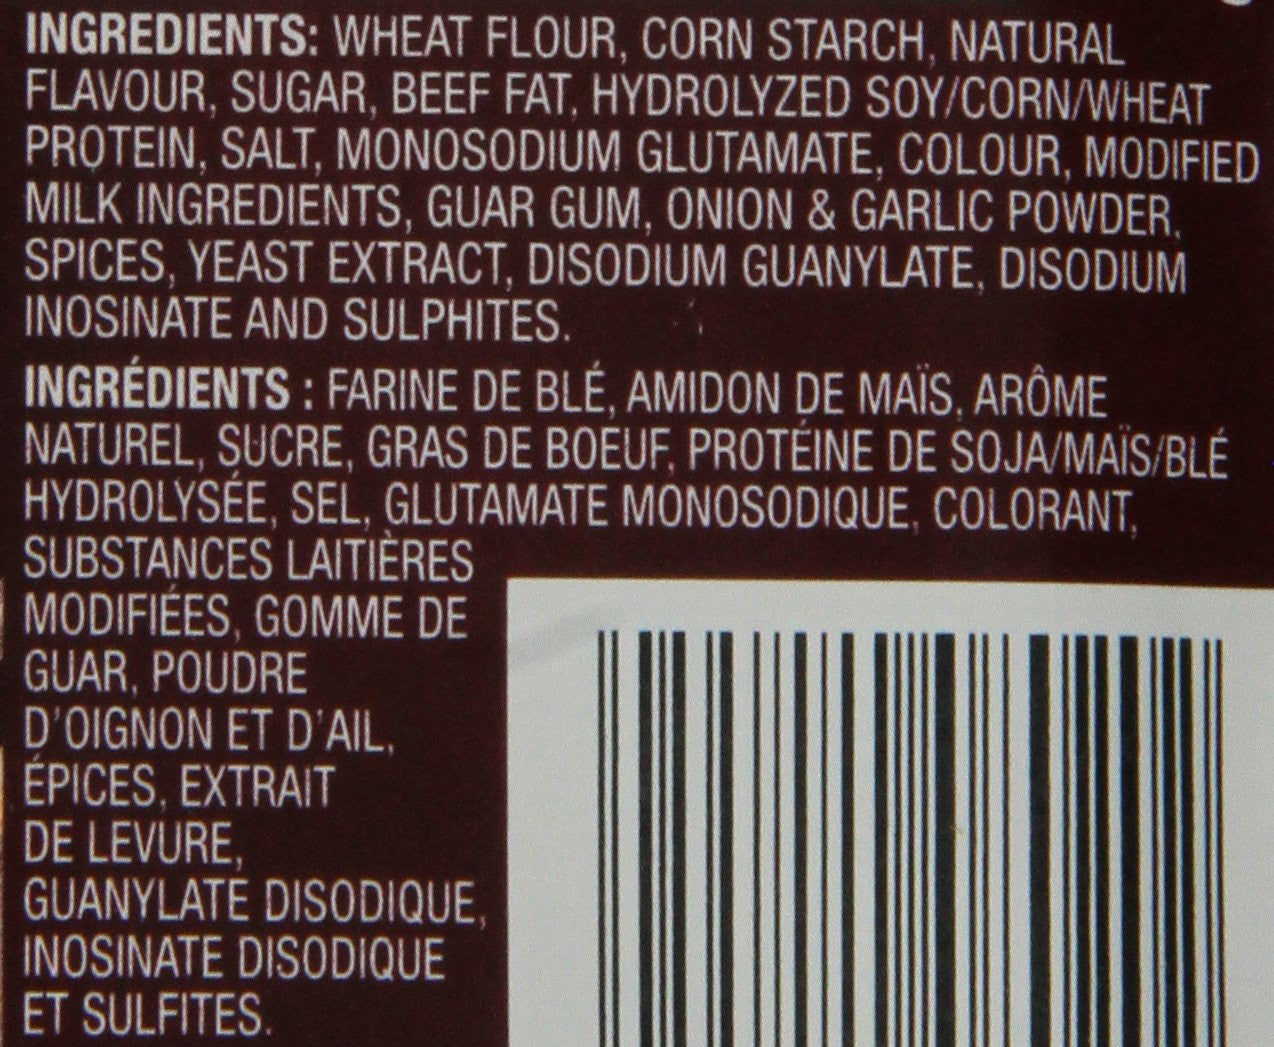 INGREDIENTS: WHEAT FLOUR, CORN STARCH, NATURAL
FLAVOUR, SUGAR, BEEF FAT, HYDROLYZED SOY/CORN/WHEAT
PROTEIN, SALT, MONOSODIUM GLUTAMATE, COLOUR, MODIFIED
MILK INGREDIENTS, GUAR GUM, ONION & GARLIC POWDER,
SPICES, YEAST EXTRACT, DISODIUM GUANYLATE, DISODIUM
INOSINATE AND SULPHITES.
INGRÉDIENTS : FARINE DE BLÉ, AMIDON DE MAÏS, ARÔME
NATUREL, SUCRE, GRAS DE BOEUF, PROTÉINE DE SOJA/MAÏS/BLÉ
HYDROLYSÉE, SEL, GLUTAMATE MONOSODIQUE, COLORANT,
SUBSTANCES LAITIÈRES
MODIFIÉES, GOMME DE
GUAR, POUDRE
D'OIGNON ET D'AIL,
ÉPICES, EXTRAIT
DE LEVURE,
GUANYLATE DISODIQUE,
INOSINATE DISODIQUE
ET SULFITES.